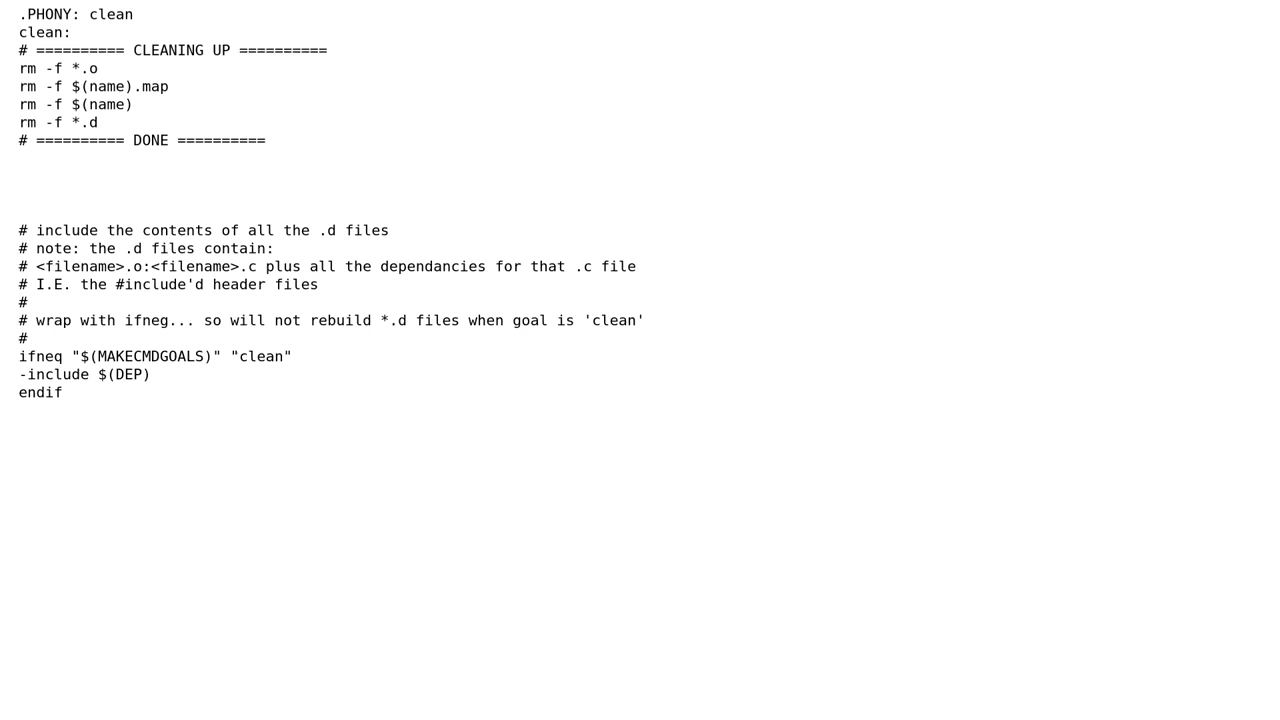 .PHONY: clean
clean:
# ========== CLEANING UP ==========
rm -f *.o
rm -f $(name).map
rm -f $(name)
rm -f *.d
# ========== DONE ==========
# include the contents of all the .d files
# note: the .d files contain:
# <filename>.o:<filename>.c plus all the dependancies for that .c file
# I.E. the #include'd header files
#
# wrap with ifneg... so will not rebuild *.d files when goal is 'clean'
#
ifneq "$(MAKECMDGOALS)" "clean"
-include $(DEP)
endif